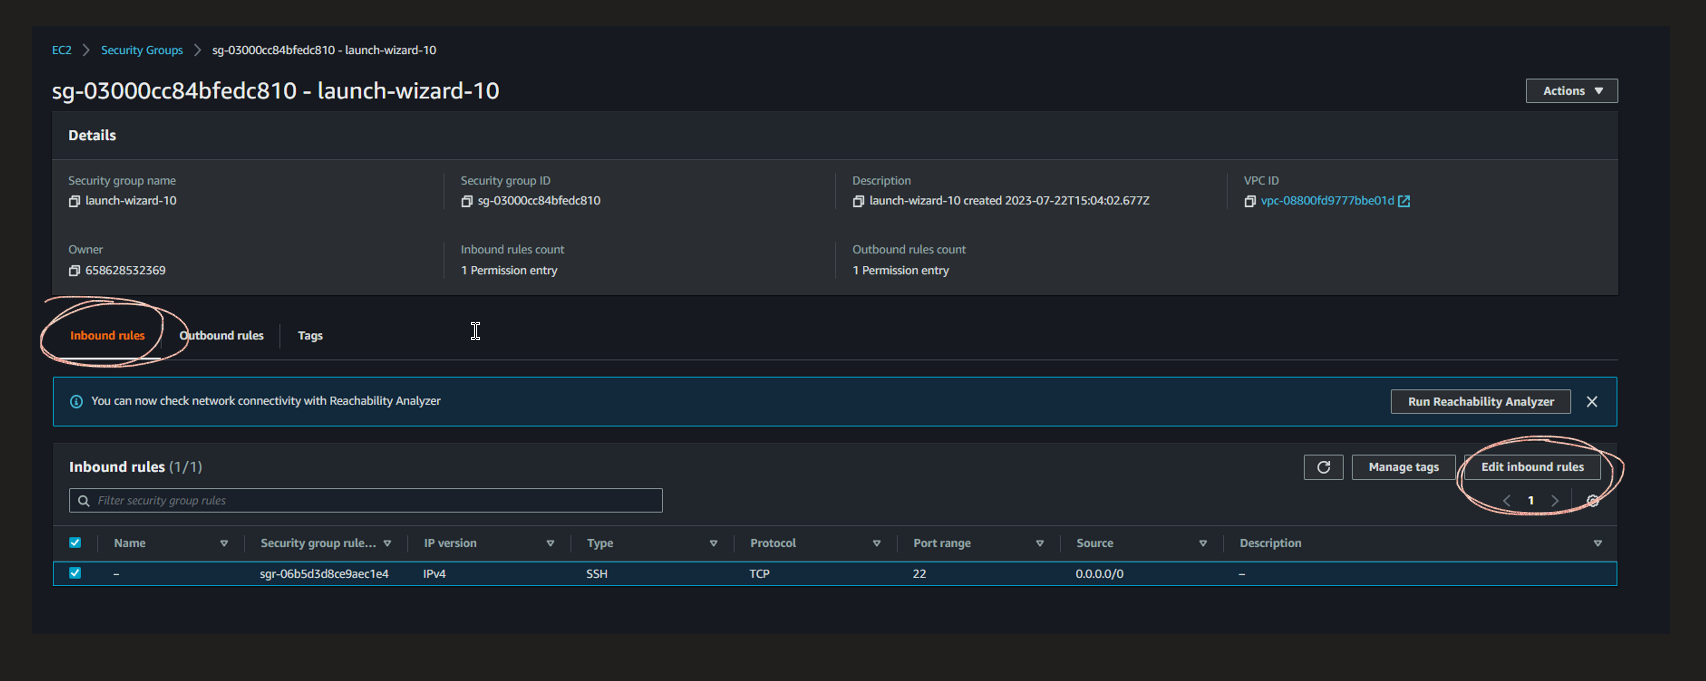 EC2 > Security Groups > sg-03000cc84bfedc810 - launch-wizard-10
sg-03000cc84bfedc810 - launch-wizard-10
Actions
Details
Security group name
launch-wizard-10
Security group ID
sg-03000cc84bfedc810
Description
launch-wizard-10 created 2023-07-22T15:04:02.677Z
VPC ID
vpc-08800fd9777bbe01d
Owner
658628532369
Inbound rules count
1 Permission entry
Outbound rules count
1 Permission entry
Inbound rules Outbound rules Tags
You can now check network connectivity with Reachability Analyzer
Run Reachability Analyzer
Inbound rules (1/1)
Manage tags
Edit inbound rules
Filter security group rules
1
Name Security group rule... IP version Type Protocol Port range Source Description
– sgr-06b5d3d8ce9aec1e4 IPv4 SSH TCP 22 0.0.0.0/0 –